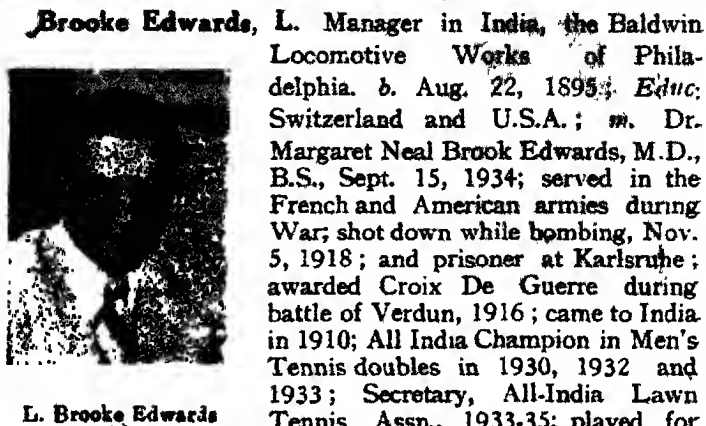 Brooke Edwards, L. Manager in India, the Baldwin
Locomotive Works of Phila-
delphia. b. Aug. 22, 1895; Educ:
Switzerland and U.S.A.; m. Dr.
Margaret Neal Brook Edwards, M.D.,
B.S., Sept. 15, 1934; served in the
French and American armies during
War; shot down while bombing, Nov.
5, 1918; and prisoner at Karlsruhe;
awarded Croix De Guerre during
battle of Verdun, 1916; came to India
in 1910; All India Champion in Men's
Tennis doubles in 1930, 1932 and
1933; Secretary, All-India Lawn
Tennis Assn., 1933-35; played for
L. Brooke Edwards